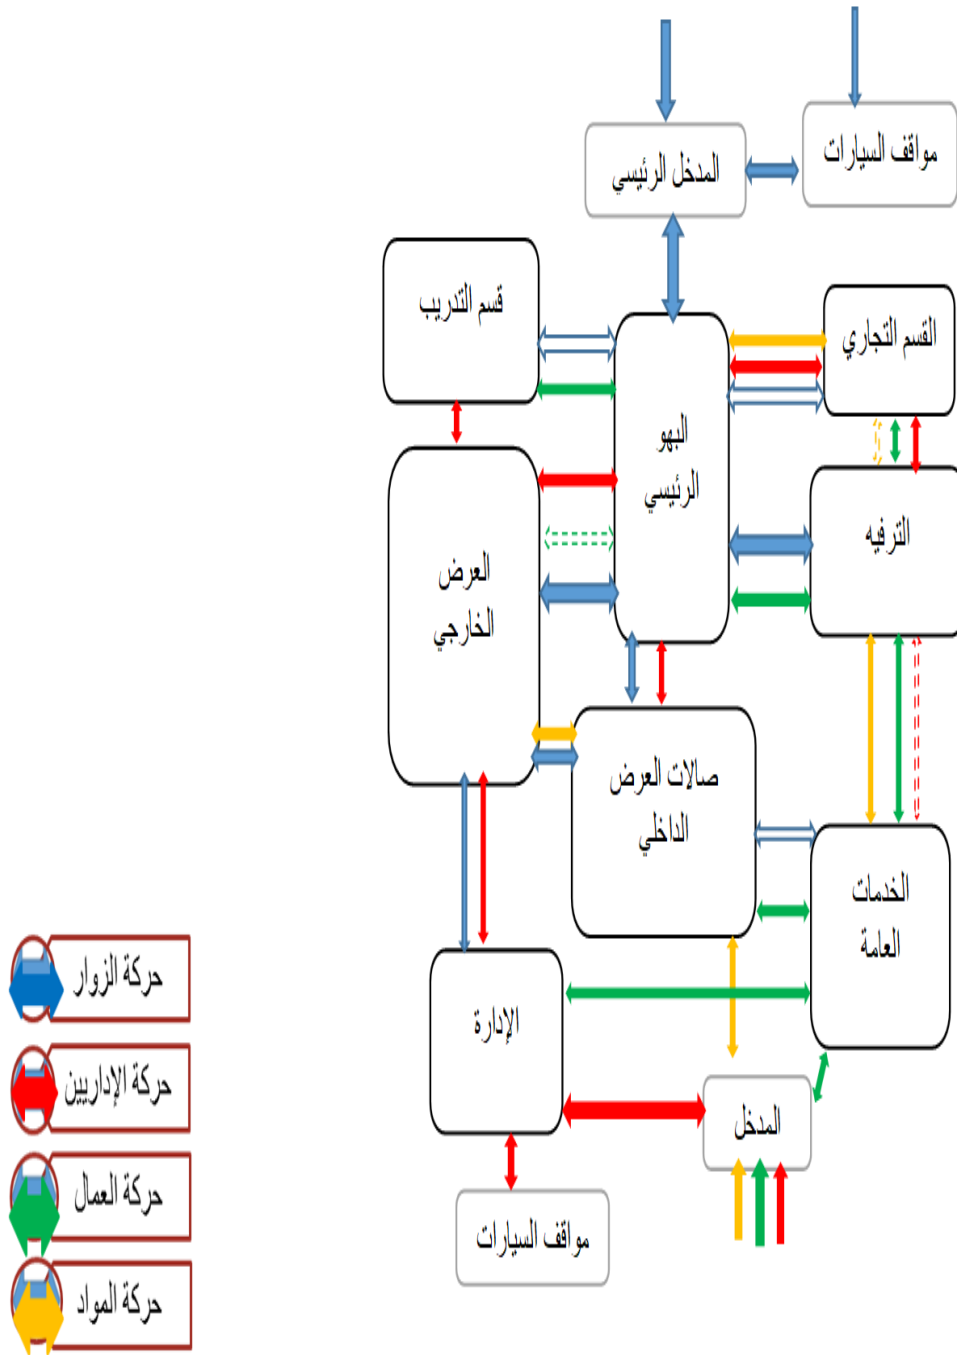 مواقف السيارات
المدخل الرئيسي
قسم التدريب
القسم التجاري
البهو
الرئيسي
الترفيه
العرض
الخارجي
صالات العرض
الداخلي
الخدمات
العامة
الإدارة
المدخل
مواقف السيارات
حركة الزوار
حركة الإداريين
حركة العمال
حركة المواد